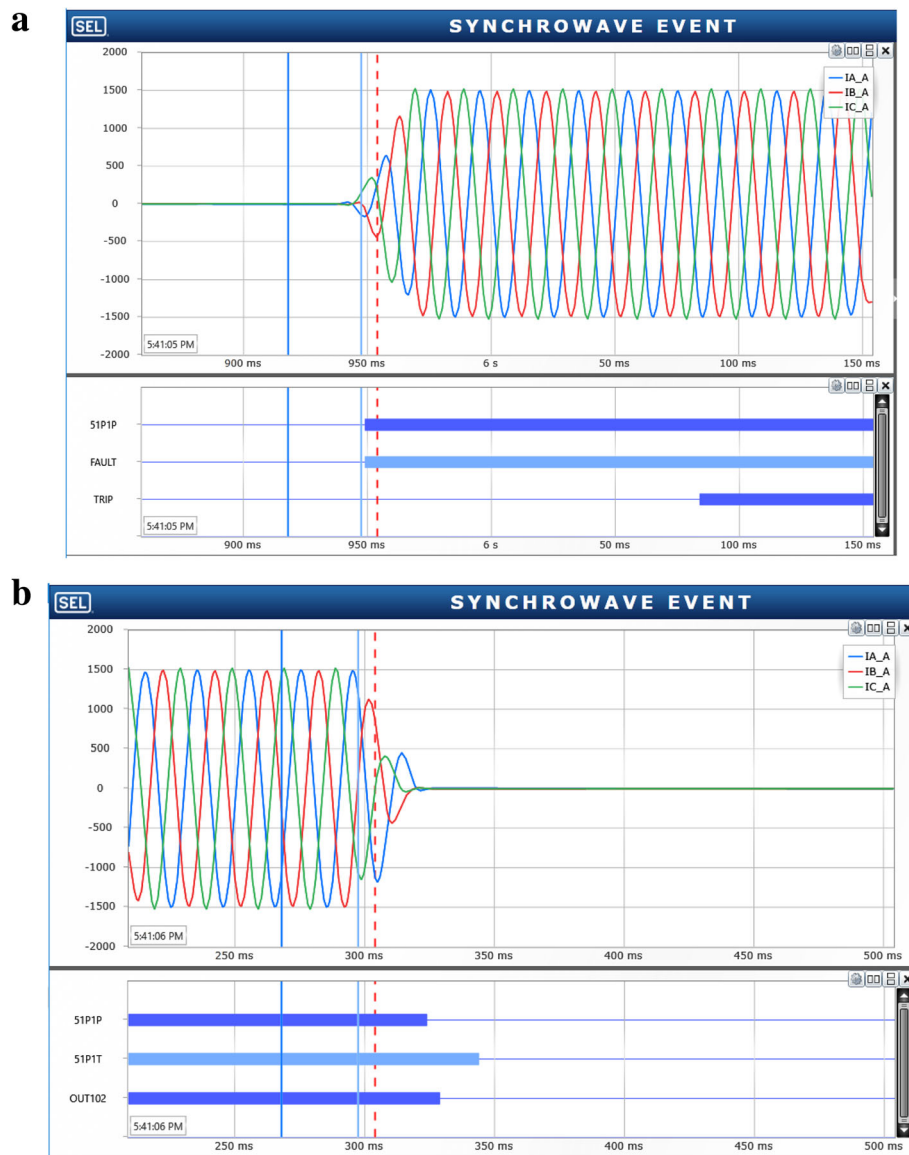 a
SEL SYNCHROWAVE EVENT
2000
1500
1000
500
0
-500
-1000
-1500
-2000
IA_A
IB_A
IC_A
5:41:05 PM
900 ms 950 ms 6 s 50 ms 100 ms 150 ms
51P1P
FAULT
TRIP
5:41:05 PM
900 ms 950 ms 6 s 50 ms 100 ms 150 ms
b
SEL SYNCHROWAVE EVENT
2000
1500
1000
500
0
-500
-1000
-1500
-2000
IA_A
IB_A
IC_A
5:41:06 PM
250 ms 300 ms 350 ms 400 ms 450 ms 500 ms
51P1P
51P1T
OUT102
5:41:06 PM
250 ms 300 ms 350 ms 400 ms 450 ms 500 ms